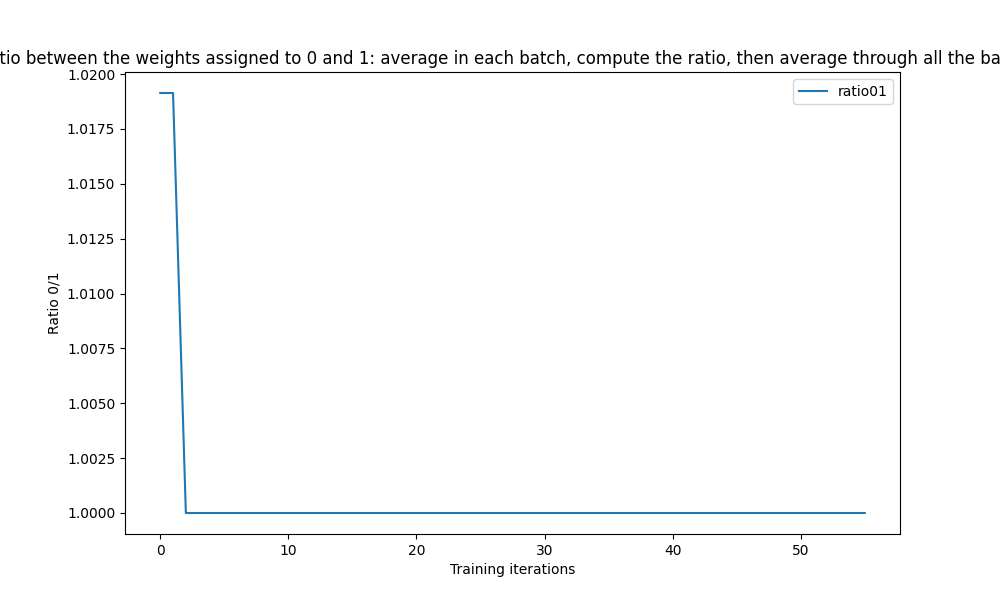 tio between the weights assigned to 0 and 1: average in each batch, compute the ratio, then average through all the ba
1.0200
1.0175
1.0150
1.0125
1.0100
1.0075
1.0050
1.0025
1.0000
Ratio 0/1
ratio01
0 10 20 30 40 50
Training iterations